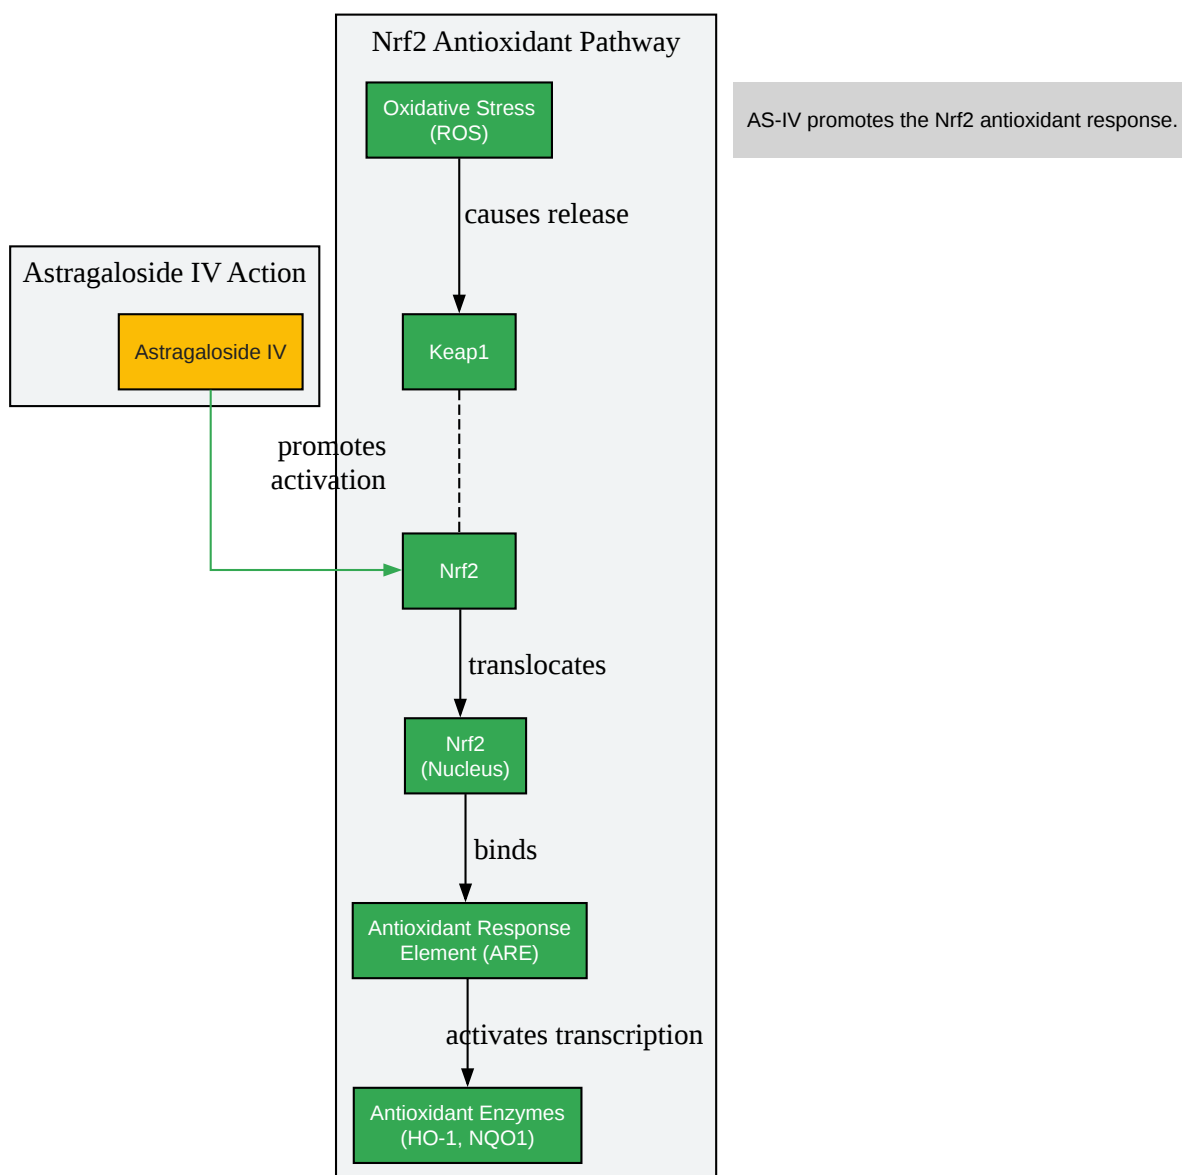 Nrf2 Antioxidant Pathway
Oxidative Stress
(ROS)
AS-IV promotes the Nrf2 antioxidant response.
causes release
Astragaloside IV Action
Astragaloside IV
Keap1
promotes
activation
Nrf2
translocates
Nrf2
(Nucleus)
binds
Antioxidant Response
Element (ARE)
activates transcription
Antioxidant Enzymes
(HO-1, NQO1)